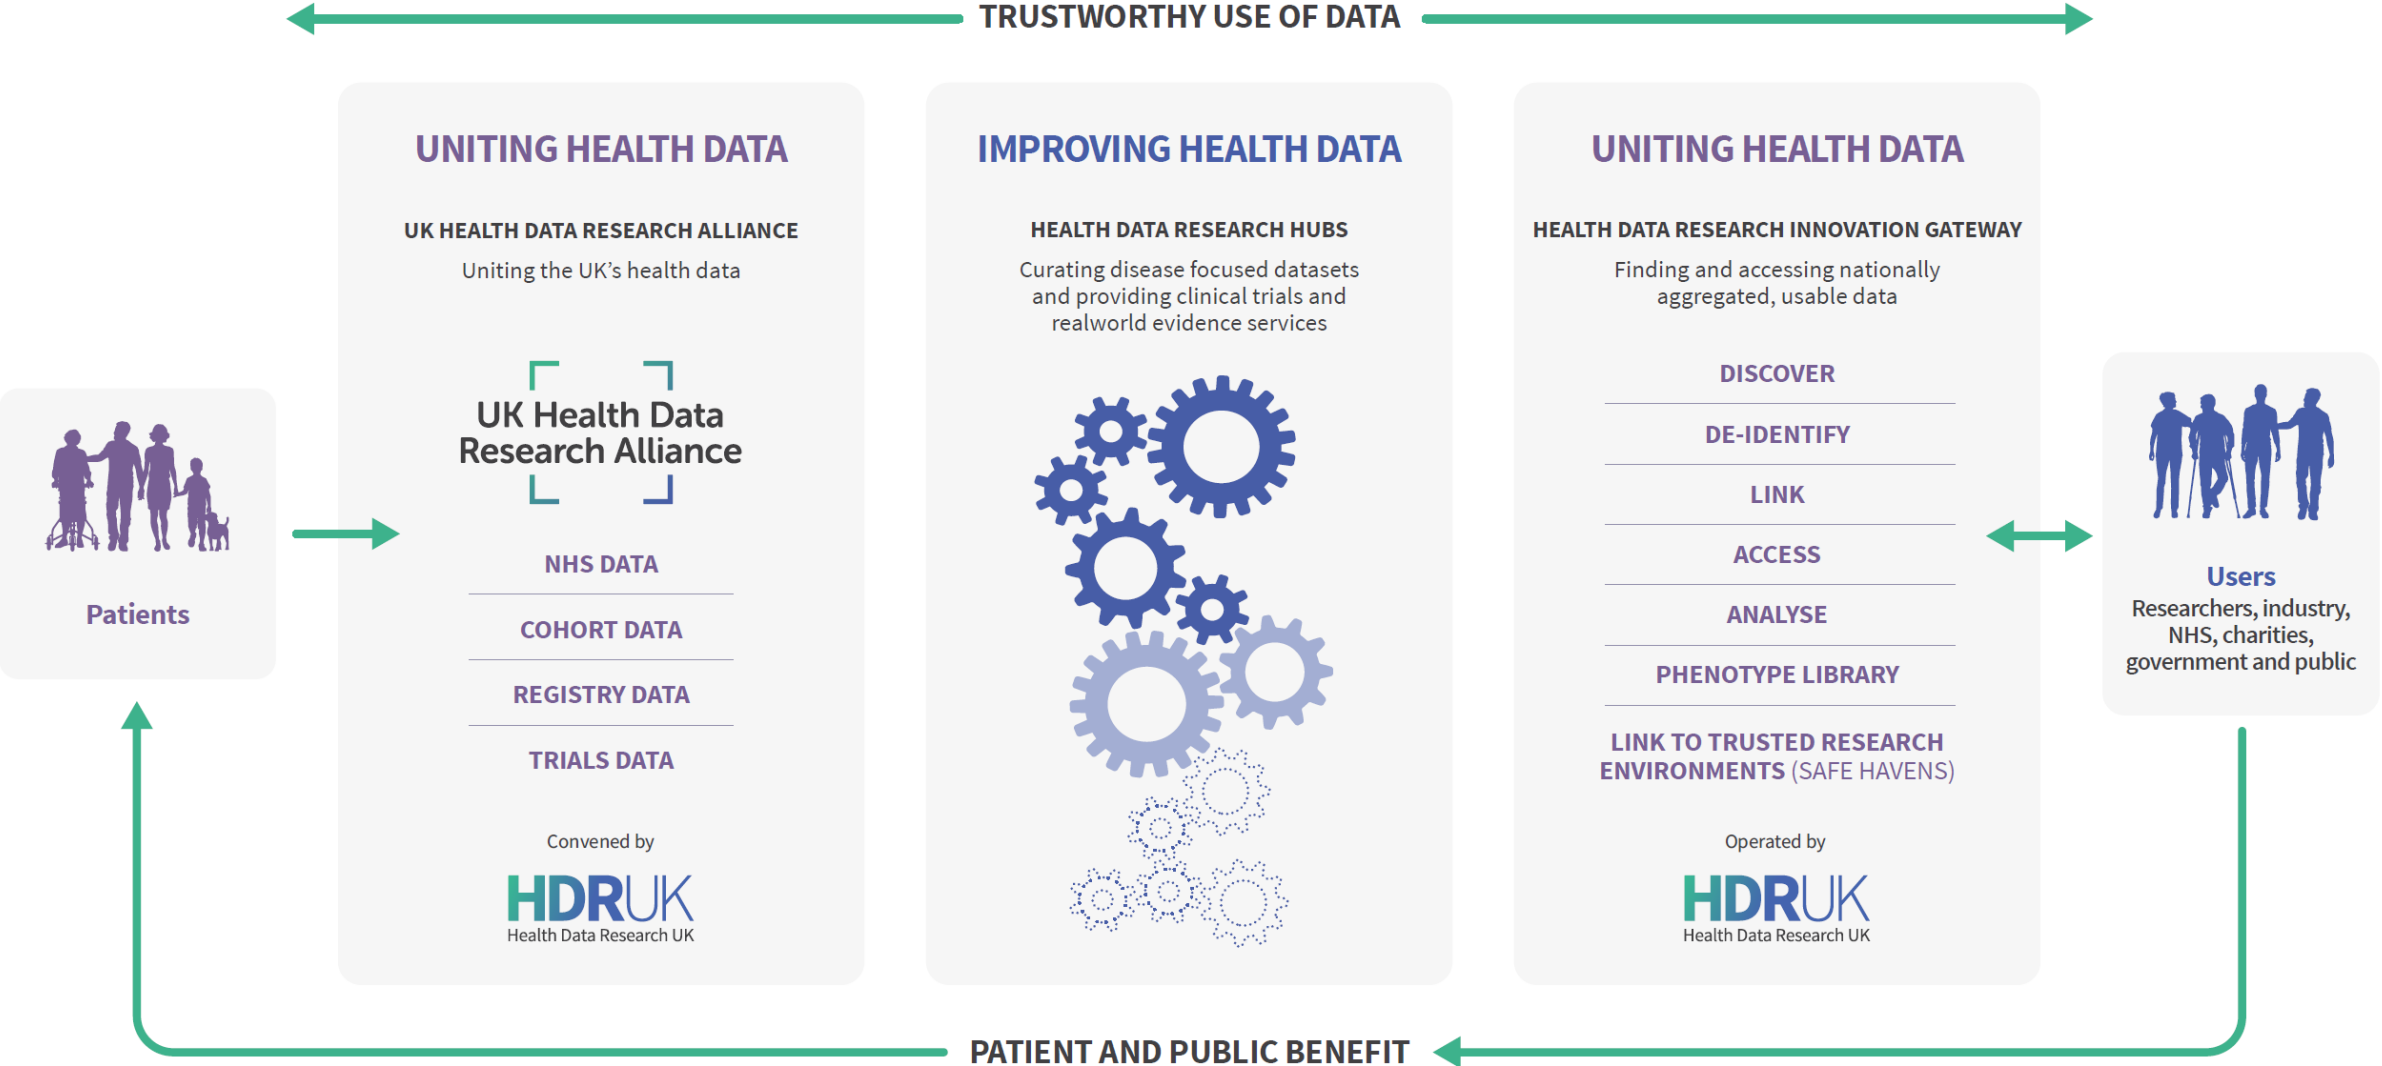 TRUSTWORTHY USE OF DATA
Patients
UNITING HEALTH DATA
UK HEALTH DATA RESEARCH ALLIANCE
Uniting the UK’s health data
UK Health Data
Research Alliance
NHS DATA
COHORT DATA
REGISTRY DATA
TRIALS DATA
Convened by
HDRUK
Health Data Research UK
IMPROVING HEALTH DATA
HEALTH DATA RESEARCH HUBS
Curating disease focused datasets
and providing clinical trials and
realworld evidence services
UNITING HEALTH DATA
HEALTH DATA RESEARCH INNOVATION GATEWAY
Finding and accessing nationally
aggregated, usable data
DISCOVER
DE-IDENTIFY
LINK
ACCESS
ANALYSE
PHENOTYPE LIBRARY
LINK TO TRUSTED RESEARCH
ENVIRONMENTS (SAFE HAVENS)
Operated by
HDRUK
Health Data Research UK
Users
Researchers, industry,
NHS, charities,
government and public
PATIENT AND PUBLIC BENEFIT